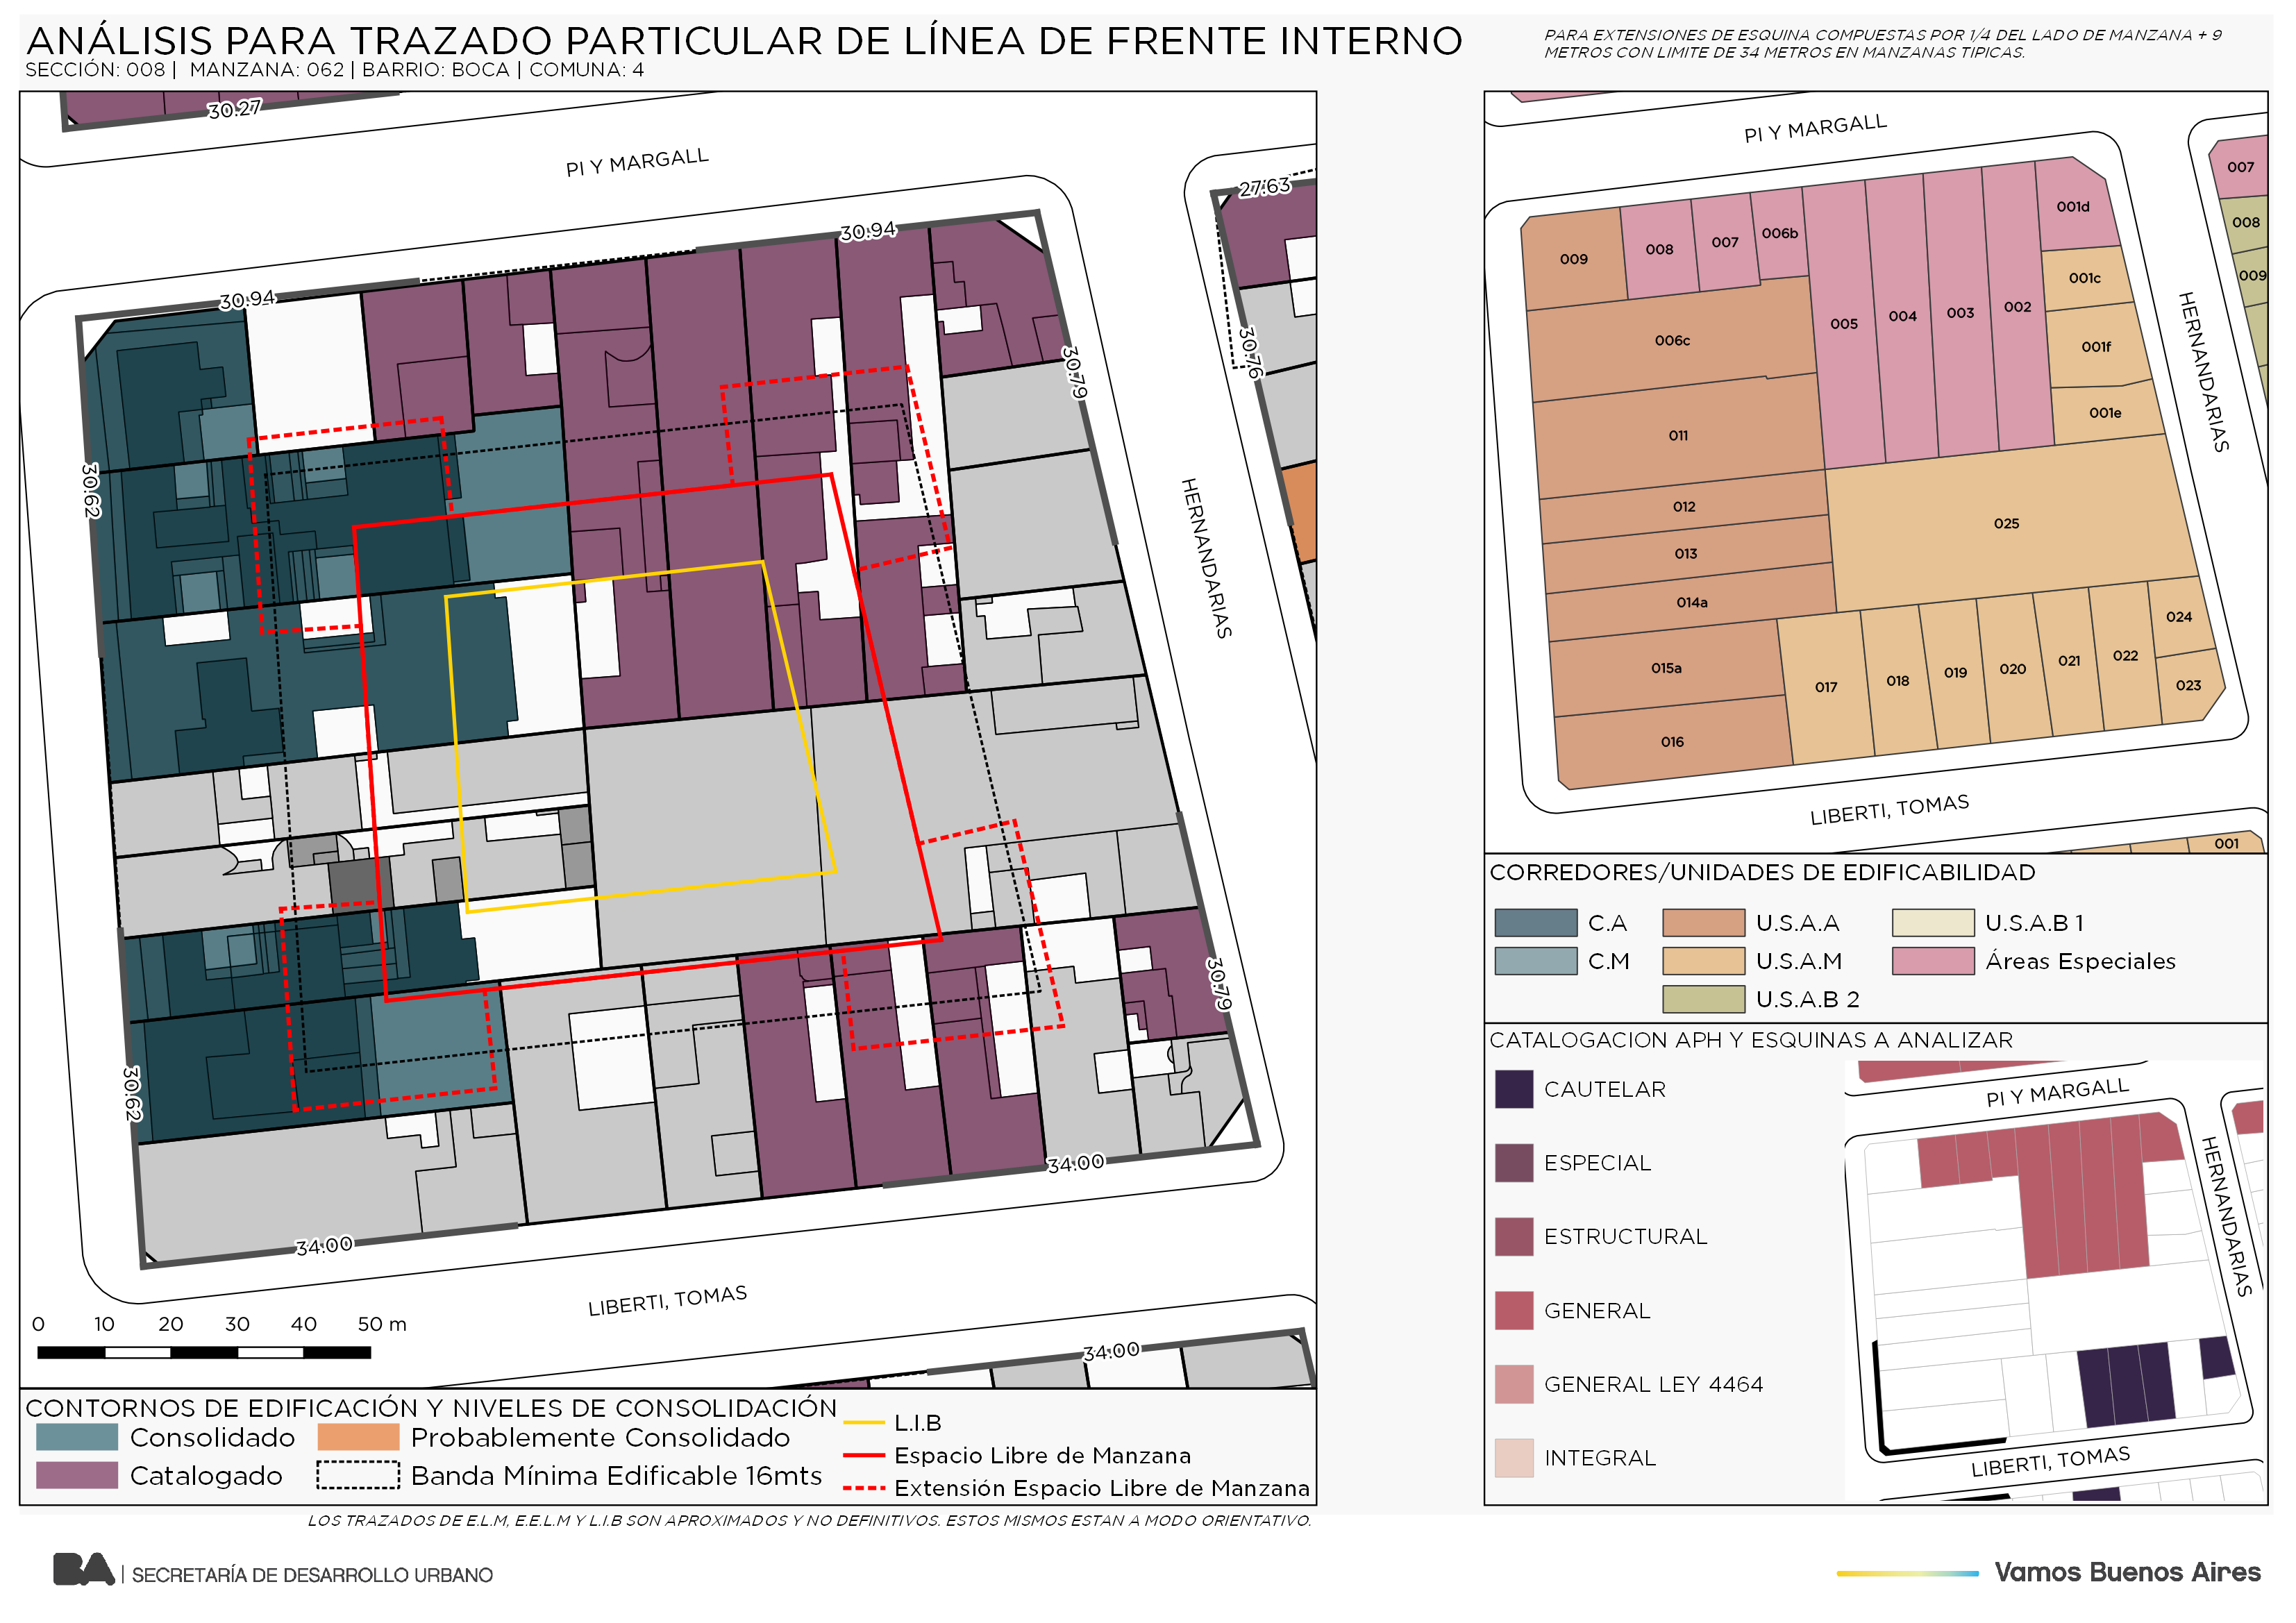 ANÁLISIS PARA TRAZADO PARTICULAR DE LÍNEA DE FRENTE INTERNO
SECCIÓN: 008 | MANZANA: 062 | BARRIO: BOCA | COMUNA: 4
PARA EXTENSIONES DE ESQUINA COMPUESTAS POR 1/4 DEL LADO DE MANZANA + 9
METROS CON LIMITE DE 34 METROS EN MANZANAS TIPICAS.
30.27
PI Y MARGALL
27.63
30.94
30.94
30.79
30.76
30.62
HERNANDARIAS
30.79
30.62
34.00
34.00
LIBERTI, TOMAS
34.00
0 10 20 30 40 50 m
CONTORNOS DE EDIFICACIÓN Y NIVELES DE CONSOLIDACIÓN
Consolidado
Probablemente Consolidado
Catalogado
Banda Mínima Edificable 16mts
L.I.B
Espacio Libre de Manzana
Extensión Espacio Libre de Manzana
LOS TRAZADOS DE E.L.M, E.E.L.M Y L.I.B SON APROXIMADOS Y NO DEFINITIVOS. ESTOS MISMOS ESTAN A MODO ORIENTATIVO.
PI Y MARGALL
007
008
009
001d
009
008
007
006b
001c
006c
005
004
003
002
001f
011
001e
012
025
013
014a
024
015a
017
018
019
020
021
022
023
016
HERNANDARIAS
LIBERTI, TOMAS
001
CORREDORES/UNIDADES DE EDIFICABILIDAD
C.A
U.S.A.A
U.S.A.B 1
C.M
U.S.A.M
Áreas Especiales
U.S.A.B 2
CATALOGACION APH Y ESQUINAS A ANALIZAR
CAUTELAR
ESPECIAL
ESTRUCTURAL
GENERAL
GENERAL LEY 4464
INTEGRAL
PI Y MARGALL
HERNANDARIAS
LIBERTI, TOMAS
BA | SECRETARÍA DE DESARROLLO URBANO
Vamos Buenos Aires